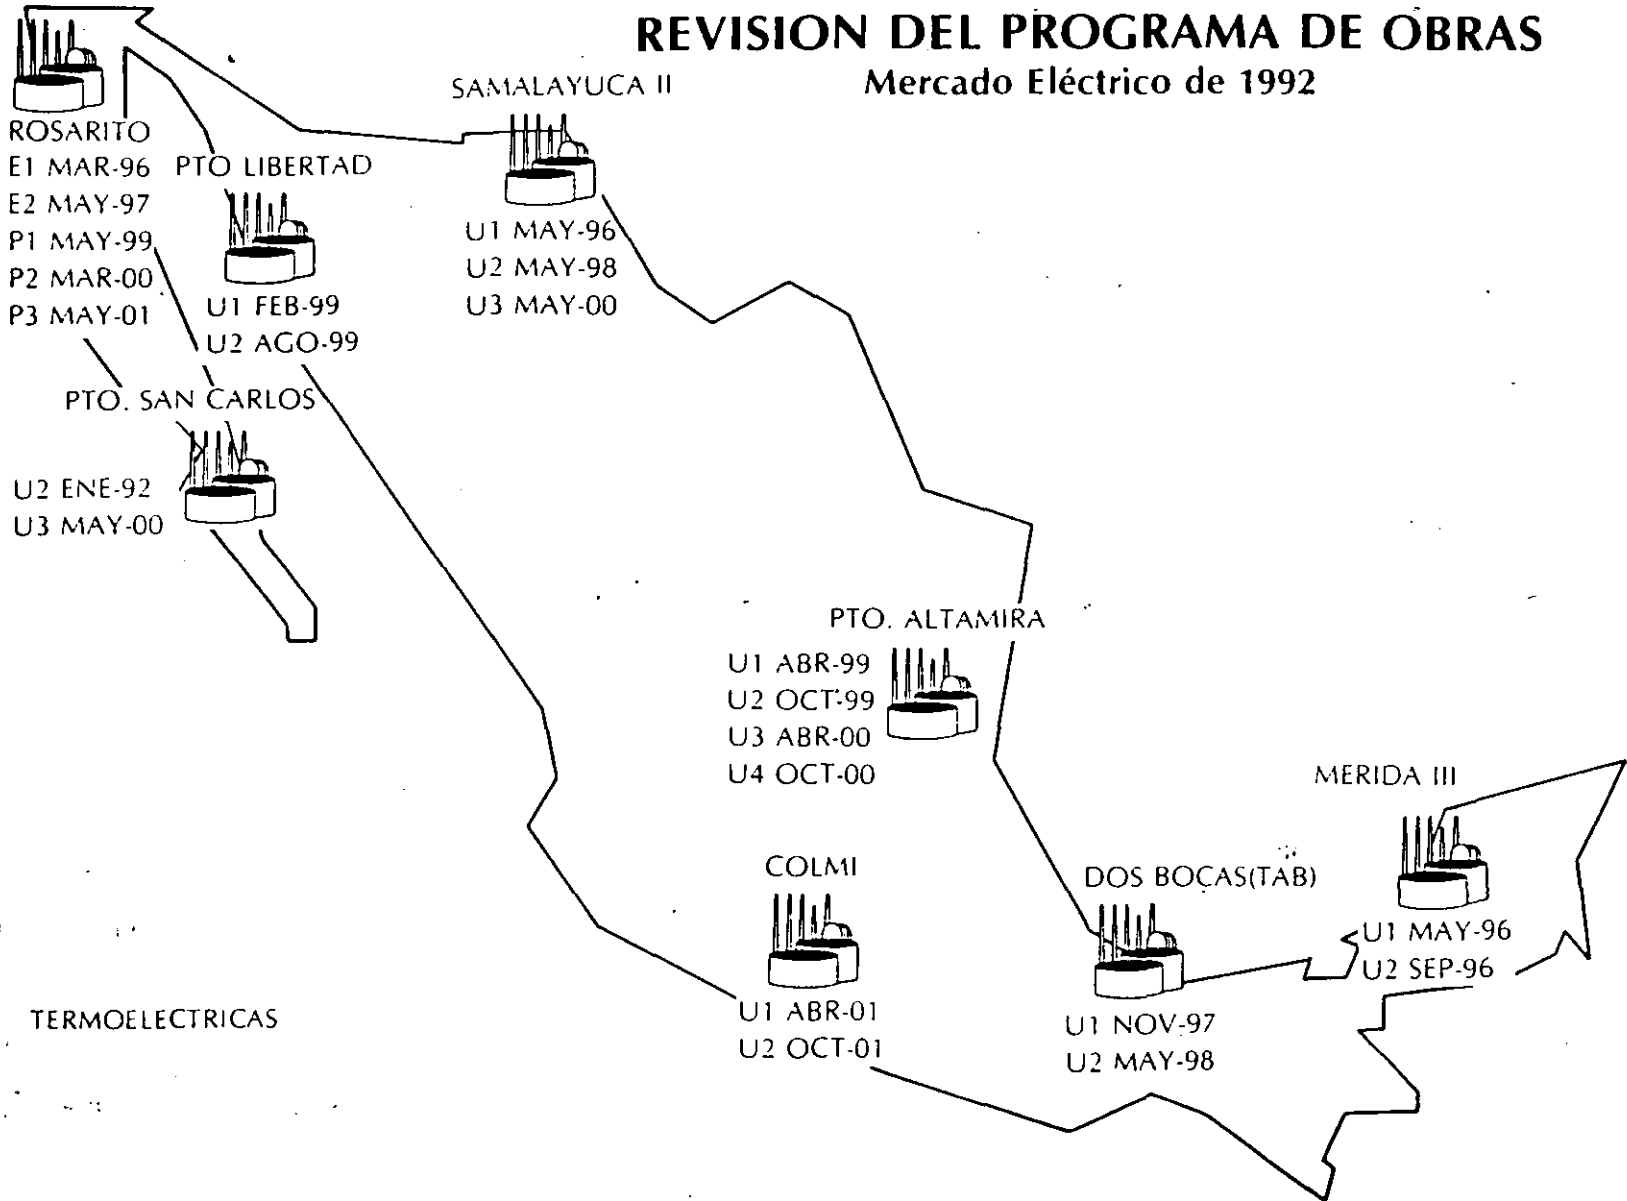 REVISION DEL PROGRAMA DE OBRAS
Mercado Eléctrico de 1992
ROSARITO
E1 MAR-96
E2 MAY-97
P1 MAY-99
P2 MAR-00
P3 MAY-01
PTO LIBERTAD
U1 FEB-99
U2 AGO-99
SAMALAYUCA II
U1 MAY-96
U2 MAY-98
U3 MAY-00
PTO. SAN CARLOS
U2 ENE-92
U3 MAY-00
PTO. ALTAMIRA
U1 ABR-99
U2 OCT-99
U3 ABR-00
U4 OCT-00
MERIDA III
U1 MAY-96
U2 SEP-96
COLMI
U1 ABR-01
U2 OCT-01
DOS BOCAS(TAB)
U1 NOV-97
U2 MAY-98
TERMOELECTRICAS